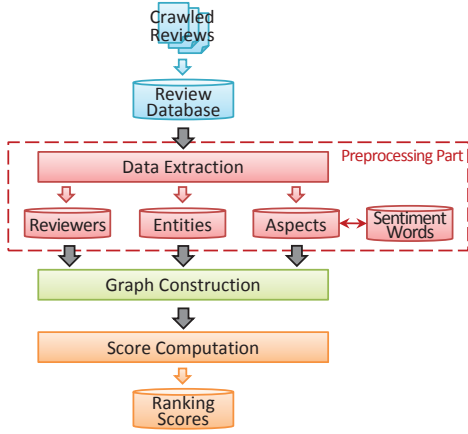 Crawled
Reviews
Review
Database
Preprocessing Part
Data Extraction
Reviewers
Entities
Aspects
Sentiment
Words
Graph Construction
Score Computation
Ranking
Scores